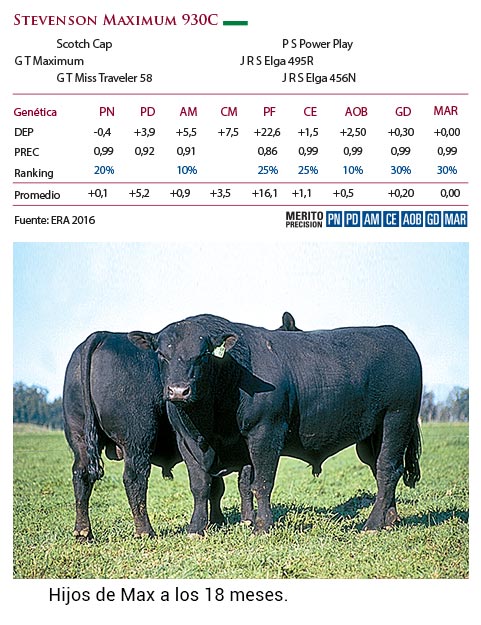 STEVENSON MAXIMUM 930C
Scotch Cap P S Power Play
G T Maximum J R S Elga 495R
G T Miss Traveler 58 J R S Elga 456N
Genética PN PD AM CM PF CE AOB GD MAR
DEP -0,4 +3,9 +5,5 +7,5 +22,6 +1,5 +2,50 +0,30 +0,00
PREC 0,99 0,92 0,91 0,86 0,99 0,99 0,99 0,99
Ranking 20% 10% 25% 25% 10% 30% 30%
Promedio +0,1 +5,2 +0,9 +3,5 +16,1 +1,1 +0,5 +0,20 0,00
Fuente: ERA 2016 MERITO PN PD AM CE AOB GD MAR
PRECISION
Hijos de Max a los 18 meses.